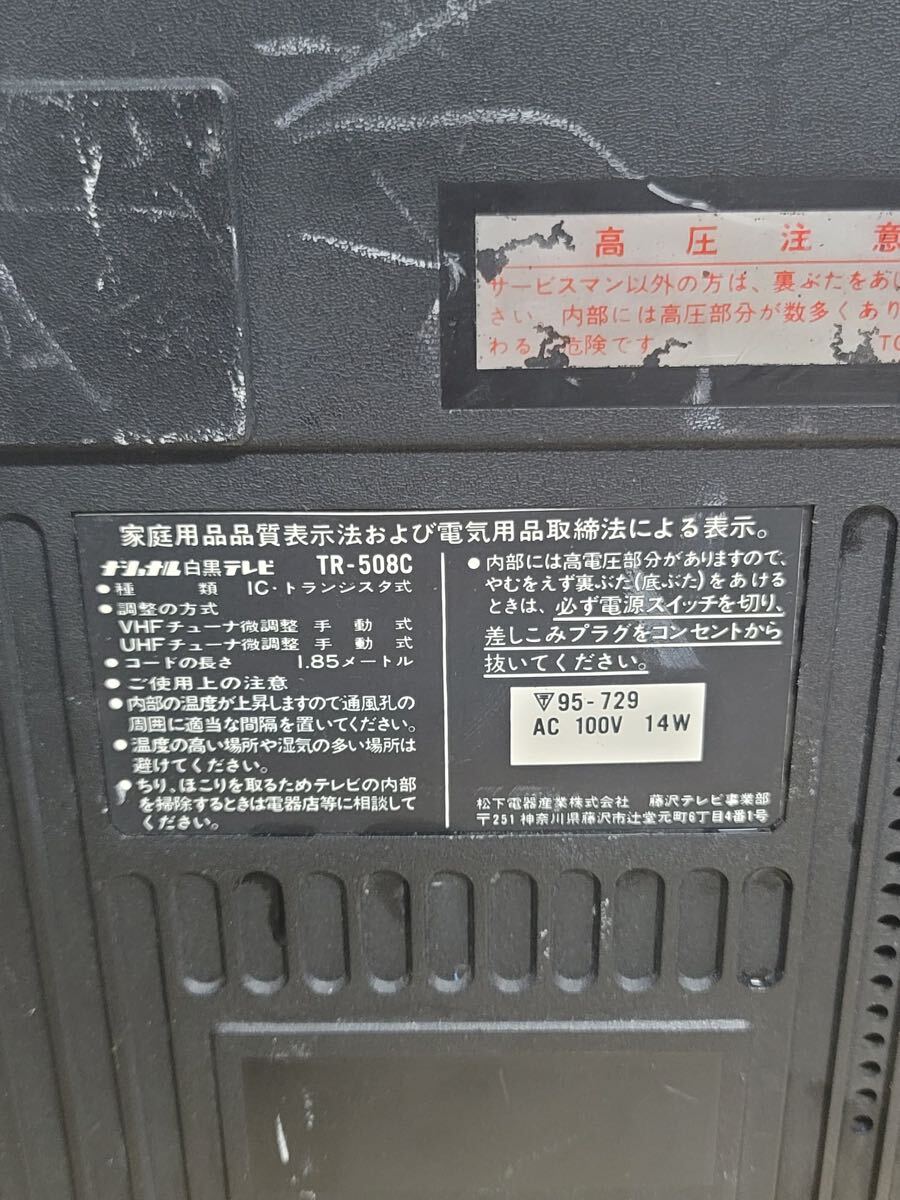 高圧注意
サービスマン以外の方は、裏ぶたをあけ
さい。内部には高圧部分が数多くあり
わる 危険です
家庭用品品質表示法および電気用品取締法による表示。
ナショナル白黒テレビ TR-508C
●種類 IC・トランジスタ式
●調整の方式
VHFチューナ微調整 手動式
UHFチューナ微調整 手動式
●コードの長さ 1.85メートル
●ご使用上の注意
●内部の温度が上昇しますので通風孔の
周囲に適当な間隔を置いてください。
●温度の高い場所や湿気の多い場所は
避けてください。
●ちり、ほこりを取るためテレビの内部
を掃除するときは電器店等に相談して
ください。
●内部には高電圧部分がありますので、
やむをえず裏ぶた(底ぶた)をあける
ときは、必ず電源スイッチを切り、
差しこみプラグをコンセントから
抜いてください。
〒95-729
AC 100V 14W
松下電器産業株式会社 藤沢テレビ事業部
〒251 神奈川県藤沢市辻堂元町6丁目4番1号